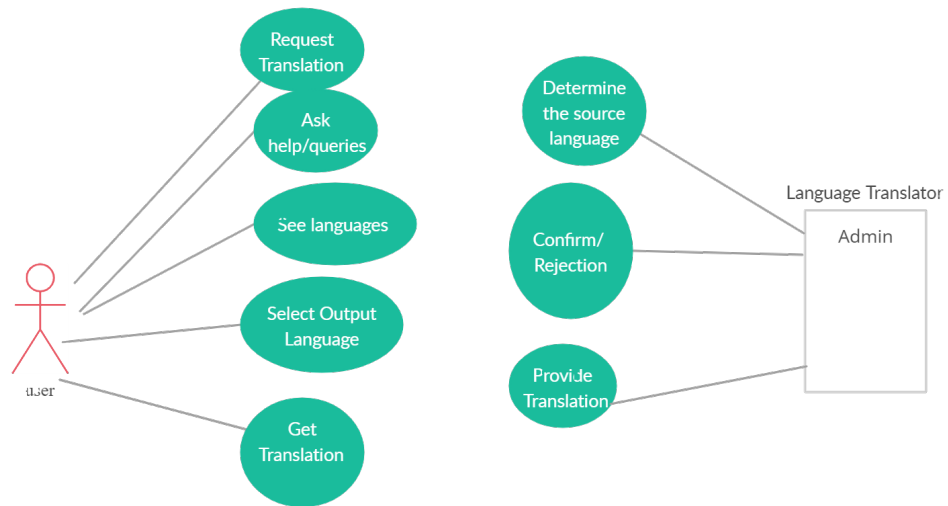 Request
Translation
Ask
help/queries
See languages
Select Output
Language
Get
Translation
user
Determine
the source
language
Confirm/
Rejection
Provide
Translation
Language Translator
Admin